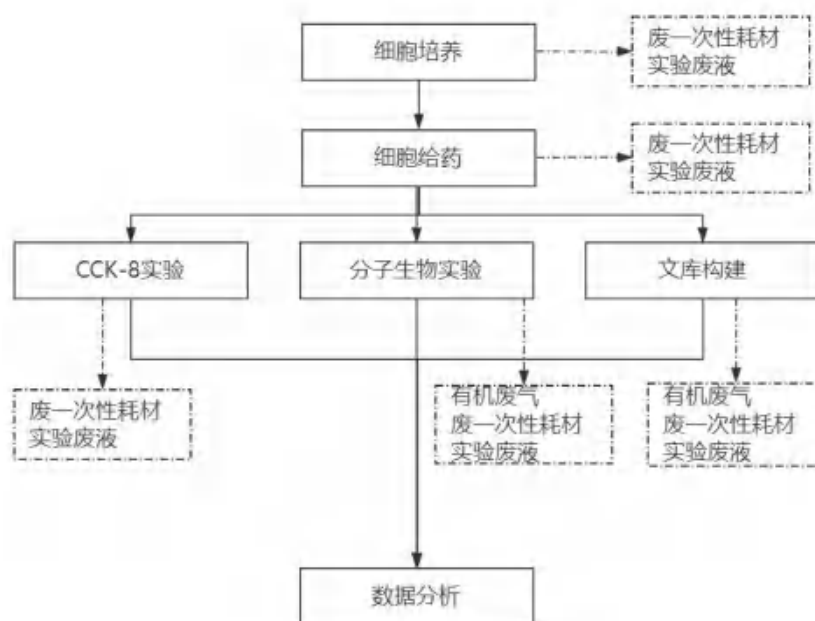 细胞培养
废一次性耗材
实验废液
细胞给药
废一次性耗材
实验废液
CCK-8实验
分子生物实验
文库构建
废一次性耗材
实验废液
有机废气
废一次性耗材
实验废液
有机废气
废一次性耗材
实验废液
数据分析